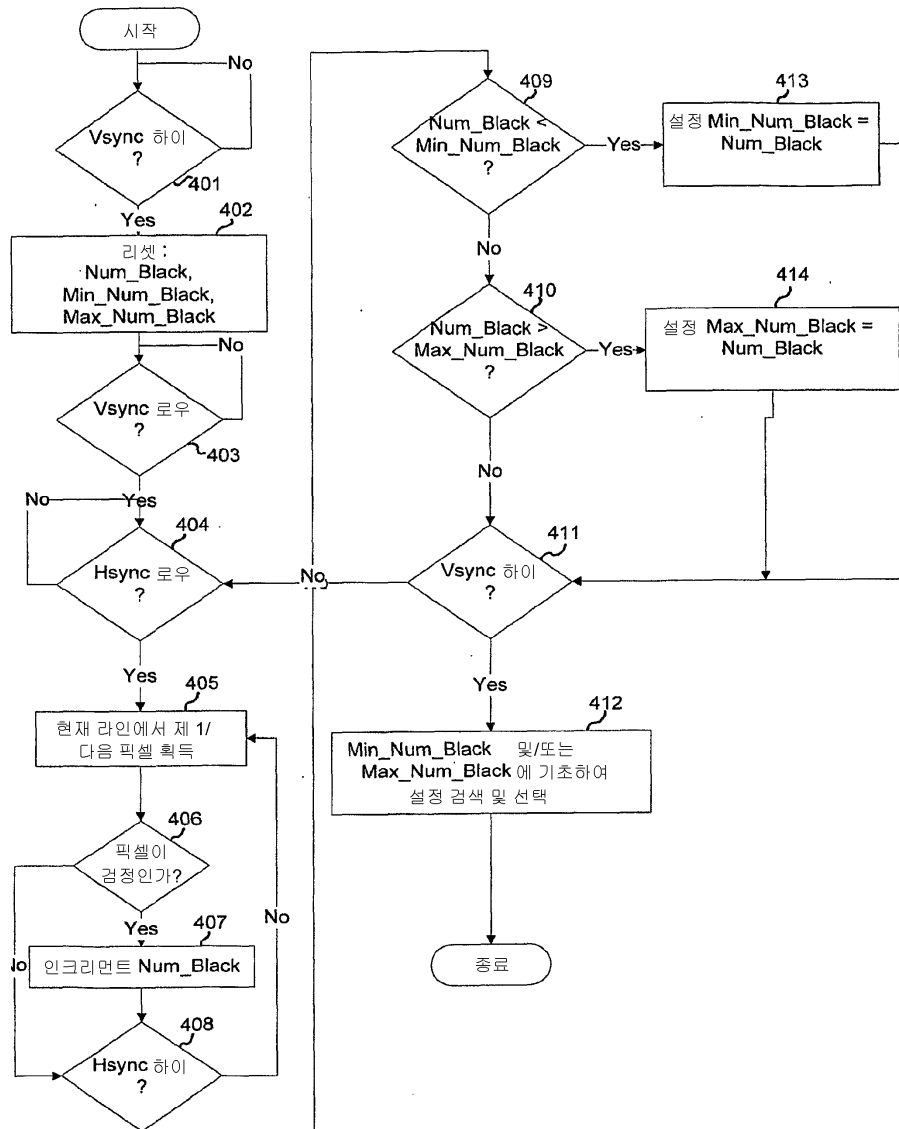 시작
No
Vsync 하이
?
401
Yes
402
리셋 :
Num_Black,
Min_Num_Black,
Max_Num_Black
No
Vsync 로우
?
403
No
Yes
404
Hsync 로우
?
Yes
405
현재 라인에서 제 1/
다음 픽셀 획득
406
픽셀이
검정인가?
No
Yes
407
No
인크리먼트 Num_Black
408
Hsync 하이
?
409
Num_Black <
Min_Num_Black
?
Yes
413
설정 Min_Num_Black =
Num_Black
No
410
Num_Black >
Max_Num_Black
?
Yes
414
설정 Max_Num_Black =
Num_Black
No
411
Vsync 하이
?
No
Yes
412
Min_Num_Black 및/또는
Max_Num_Black 에 기초하여
설정 검색 및 선택
종료